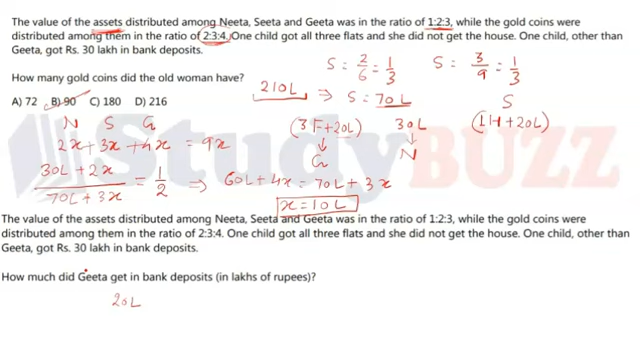 The value of the assets distributed among Neeta, Seeta and Geeta was in the ratio of 1:2:3, while the gold coins were
distributed among them in the ratio of 2:3:4. One child got all three flats and she did not get the house. One child, other than
Geeta, got Rs. 30 lakh in bank deposits.
S = 2/6 = 1/3 S = 3/9 = 1/3
How many gold coins did the old woman have?
210L ⇒ S = 70L S
A) 72 B) 90 C) 180 D) 216
N S G (3F+20L) 30L (1H+20L)
2x + 3x + 4x = 9x ↓ ↓
G N
30L + 2x / 70L + 3x = 1/2 ⇒ 60L + 4x = 70L + 3x
x = 10L
StudyBUZZ
The value of the assets distributed among Neeta, Seeta and Geeta was in the ratio of 1:2:3, while the gold coins were
distributed among them in the ratio of 2:3:4. One child got all three flats and she did not get the house. One child, other than
Geeta, got Rs. 30 lakh in bank deposits.
How much did Geeta get in bank deposits (in lakhs of rupees)?
20L